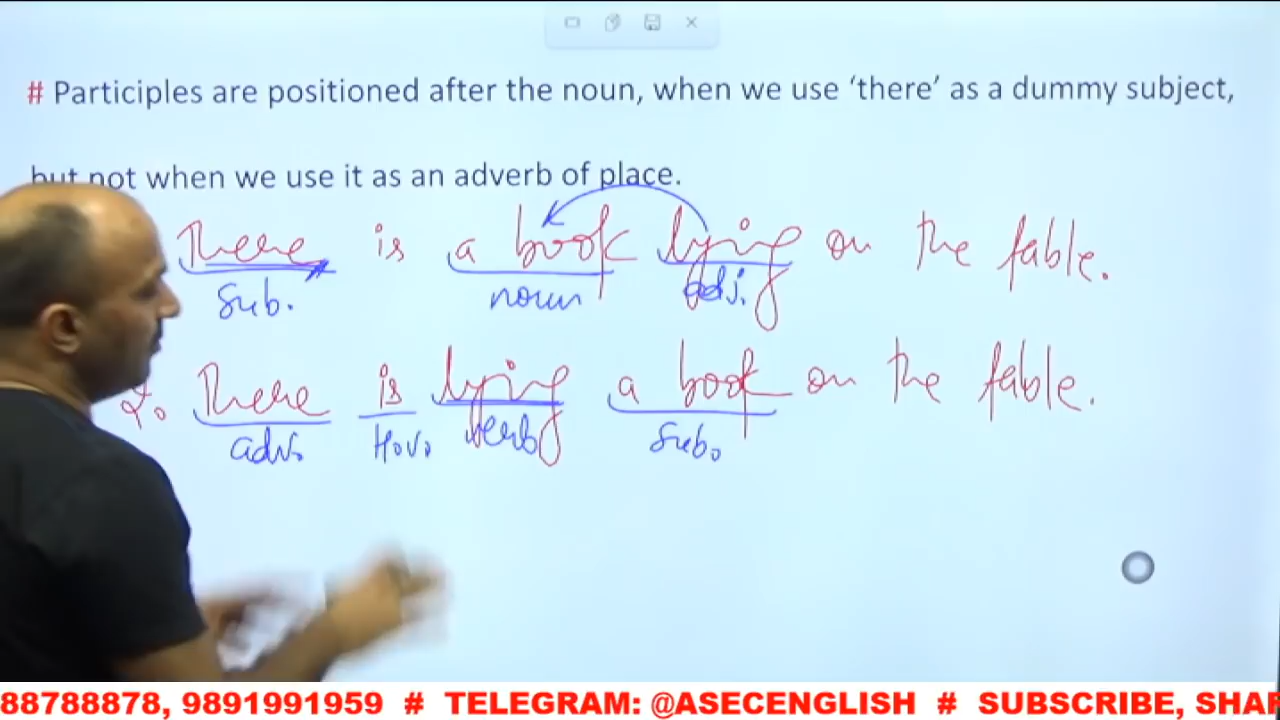 # Participles are positioned after the noun, when we use ‘there’ as a dummy subject,
but not when we use it as an adverb of place.
There is a book lying on the table.
Sub. noun adj.
2. There is lying a book on the table.
adv. H.V. verb Sub.
88788878, 9891991959 # TELEGRAM: @ASECENGLISH # SUBSCRIBE, SHAR